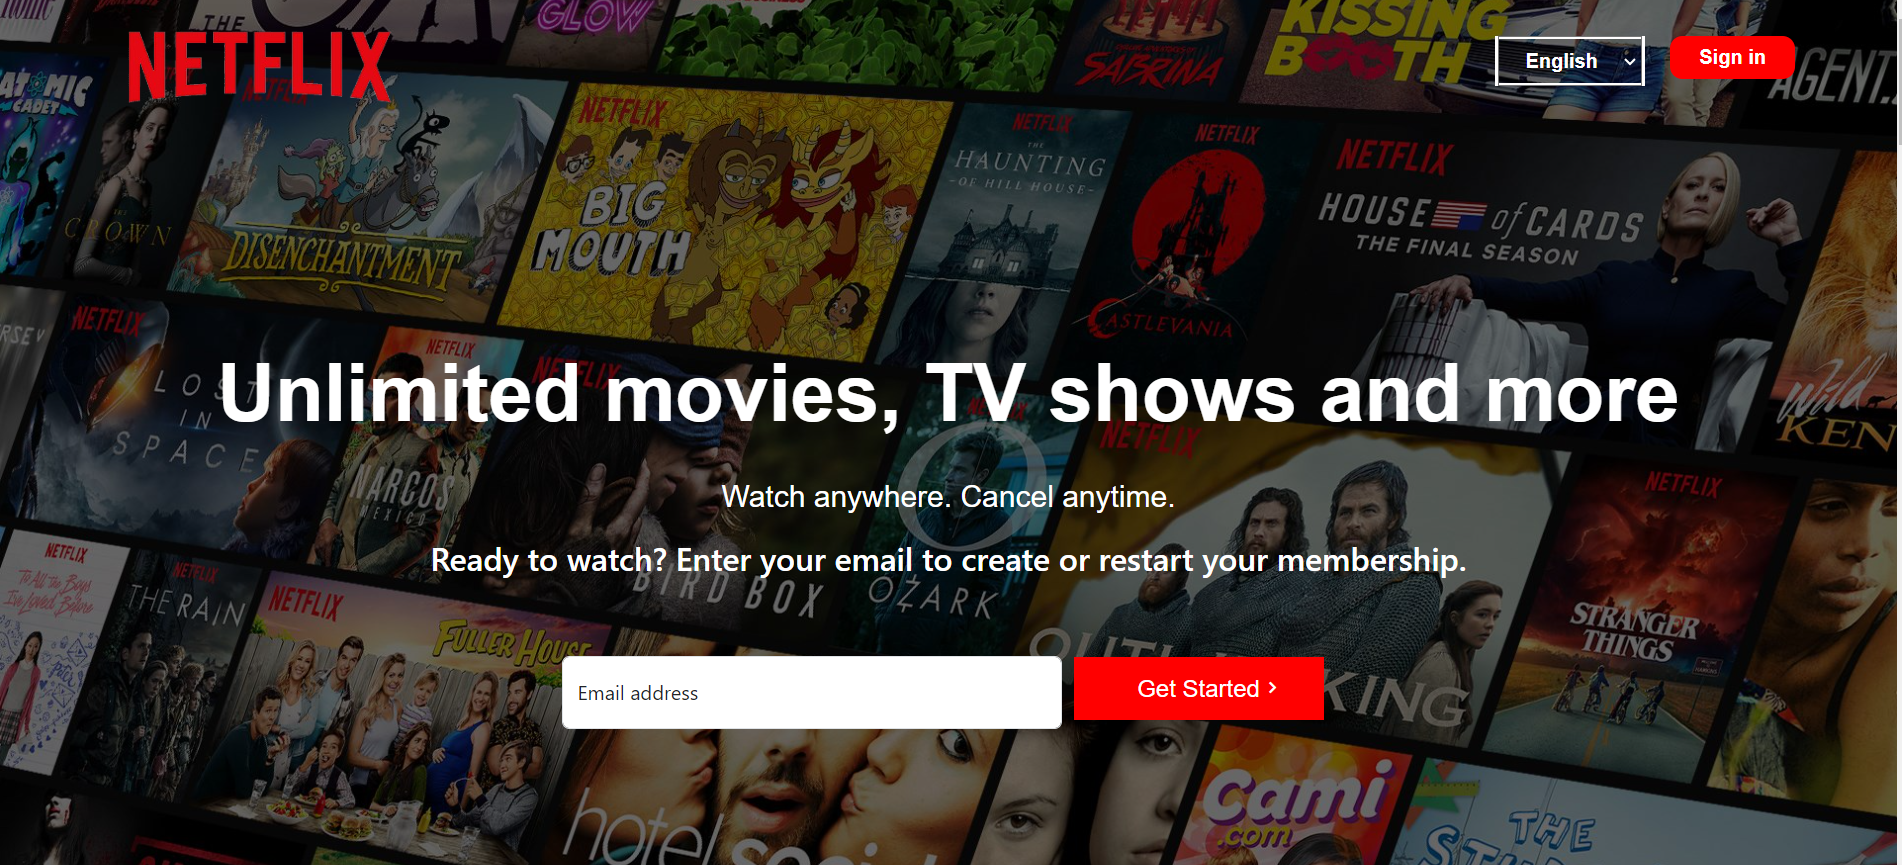 THE
GLOW
KISSING
BOOTH
SABRINA
AGENT
NETFLIX
English
Sign in
ATOMIC
CADET
THE
CROWN
NETFLIX
DISENCHANTMENT
NETFLIX
BIG
MOUTH
NETFLIX
THE
HAUNTING
-OF HILL HOUSE-
NETFLIX
CASTLEVANIA
NETFLIX
HOUSE of CARDS
THE FINAL SEASON
NETFLIX
LOST
IN
SPACE
NETFLIX
NARCOS
MEXICO
NETFLIX
Unlimited movies, TV shows and more
NETFLIX
Wild
KEN
Watch anywhere. Cancel anytime.
Ready to watch? Enter your email to create or restart your membership.
BIRD BOX
OZARK
NETFLIX
STRANGER
THINGS
NETFLIX
To All the Boys
I've Loved Before
NETFLIX
THE RAIN
NETFLIX
FULLER HOUSE
KING
Email address
Get Started
hotel
Cami
.com
THE